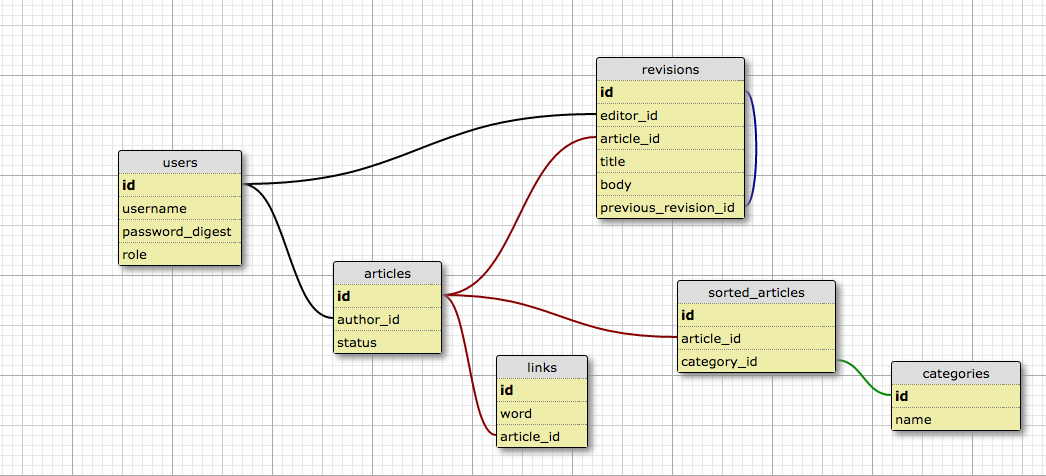 revisions
id
editor_id
article_id
title
body
previous_revision_id
users
id
username
password_digest
role
articles
id
author_id
status
sorted_articles
id
article_id
category_id
links
id
word
article_id
categories
id
name